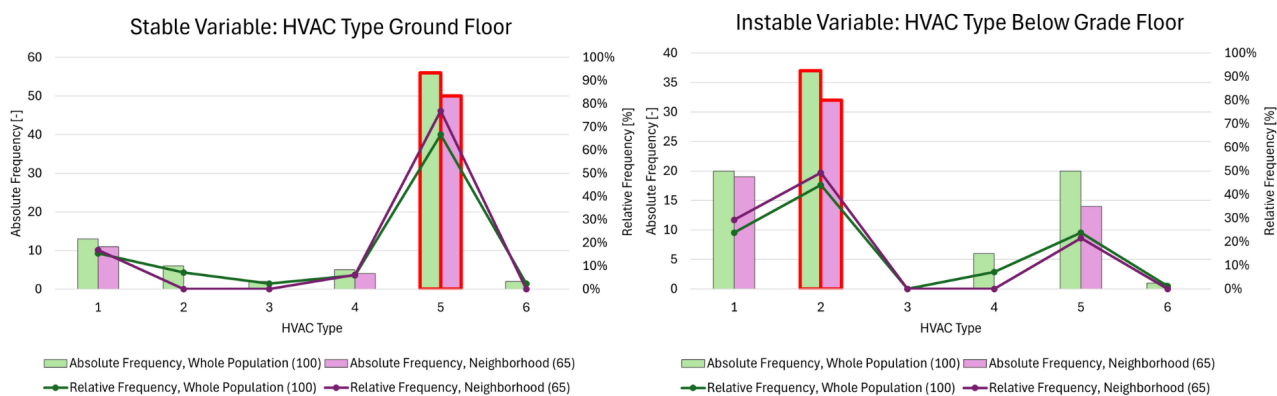 Stable Variable: HVAC Type Ground Floor
60
50
40
30
20
10
0
Absolute Frequency [-]
100%
90%
80%
70%
60%
50%
40%
30%
20%
10%
0%
Relative Frequency [%]
1 2 3 4 5 6
HVAC Type
Absolute Frequency, Whole Population (100) Absolute Frequency, Neighborhood (65)
Relative Frequency, Whole Population (100) Relative Frequency, Neighborhood (65)
Instable Variable: HVAC Type Below Grade Floor
40
35
30
25
20
15
10
5
0
Absolute Frequency [-]
100%
90%
80%
70%
60%
50%
40%
30%
20%
10%
0%
Relative Frequency [%]
1 2 3 4 5 6
HVAC Type
Absolute Frequency, Whole Population (100) Absolute Frequency, Neighborhood (65)
Relative Frequency, Whole Population (100) Relative Frequency, Neighborhood (65)